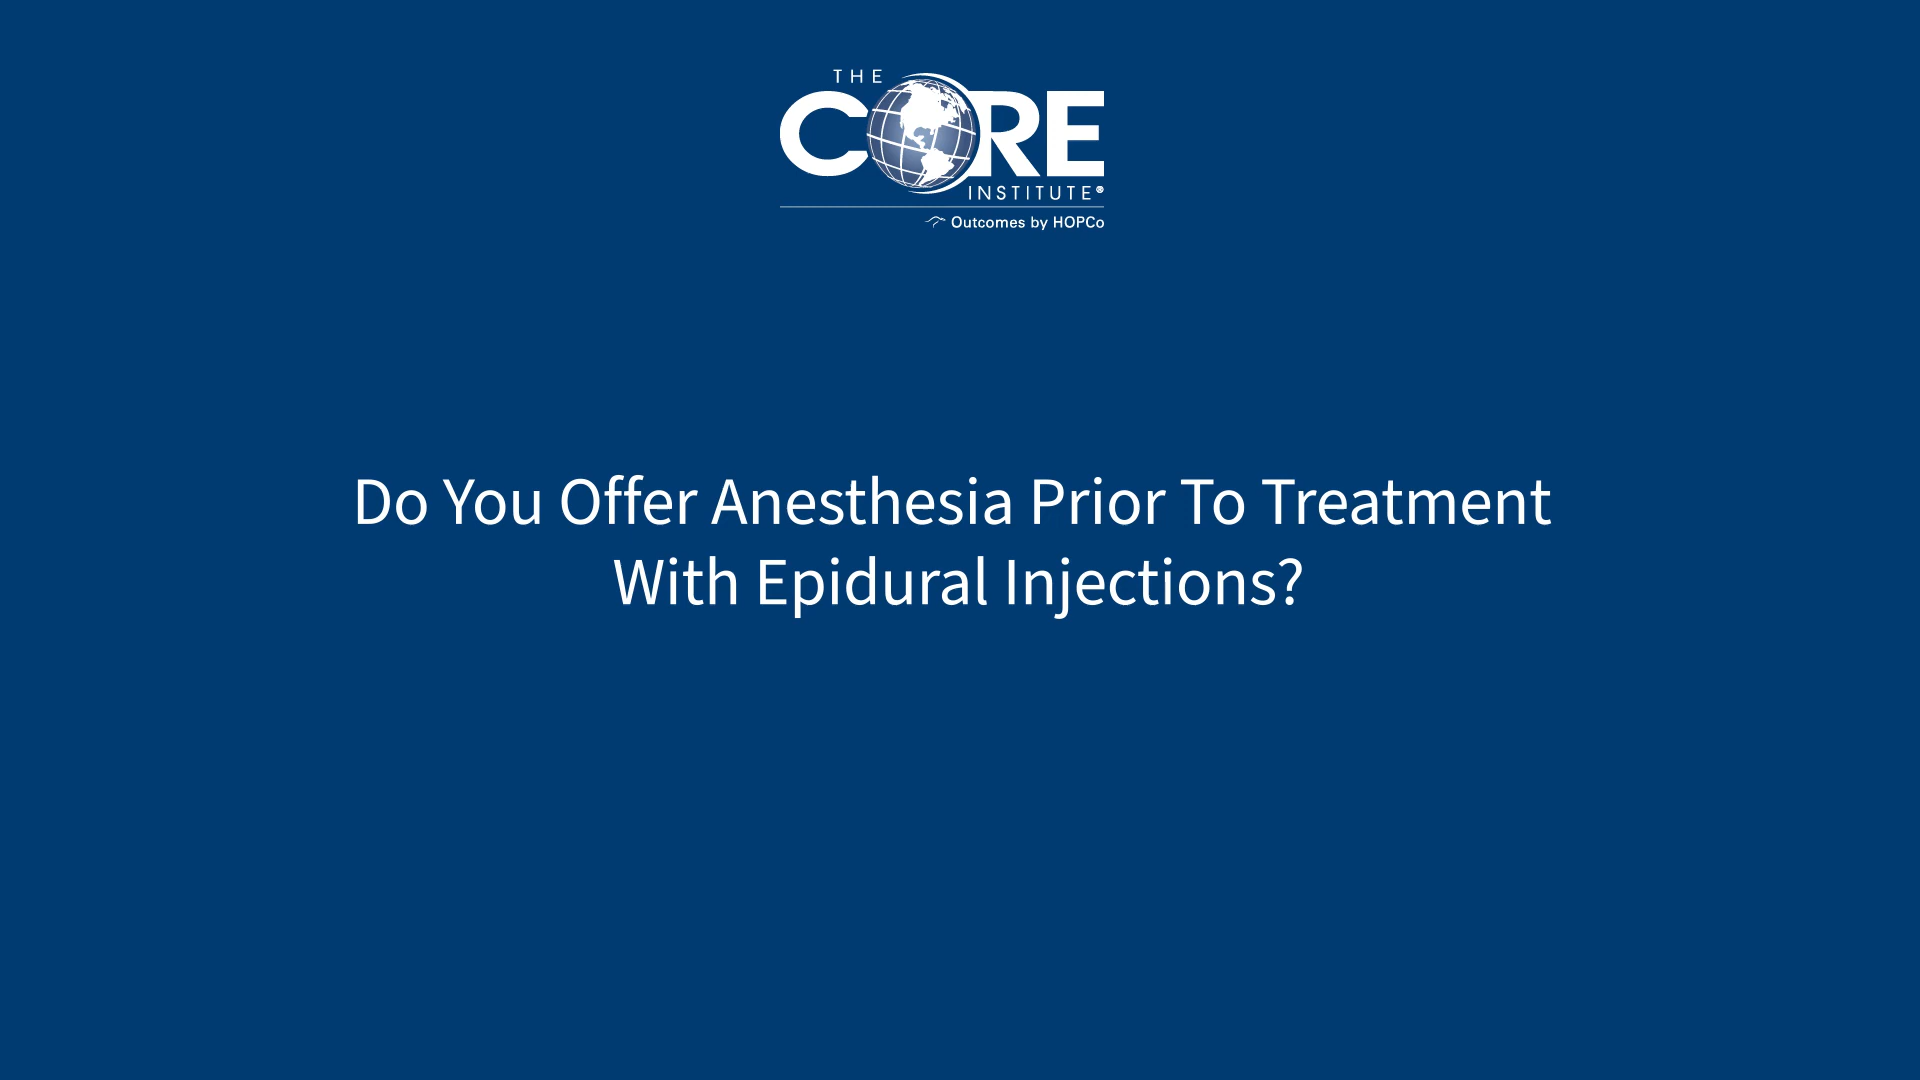 THE
CORE
INSTITUTE®
Outcomes by HOPCo
Do You Offer Anesthesia Prior To Treatment
With Epidural Injections?